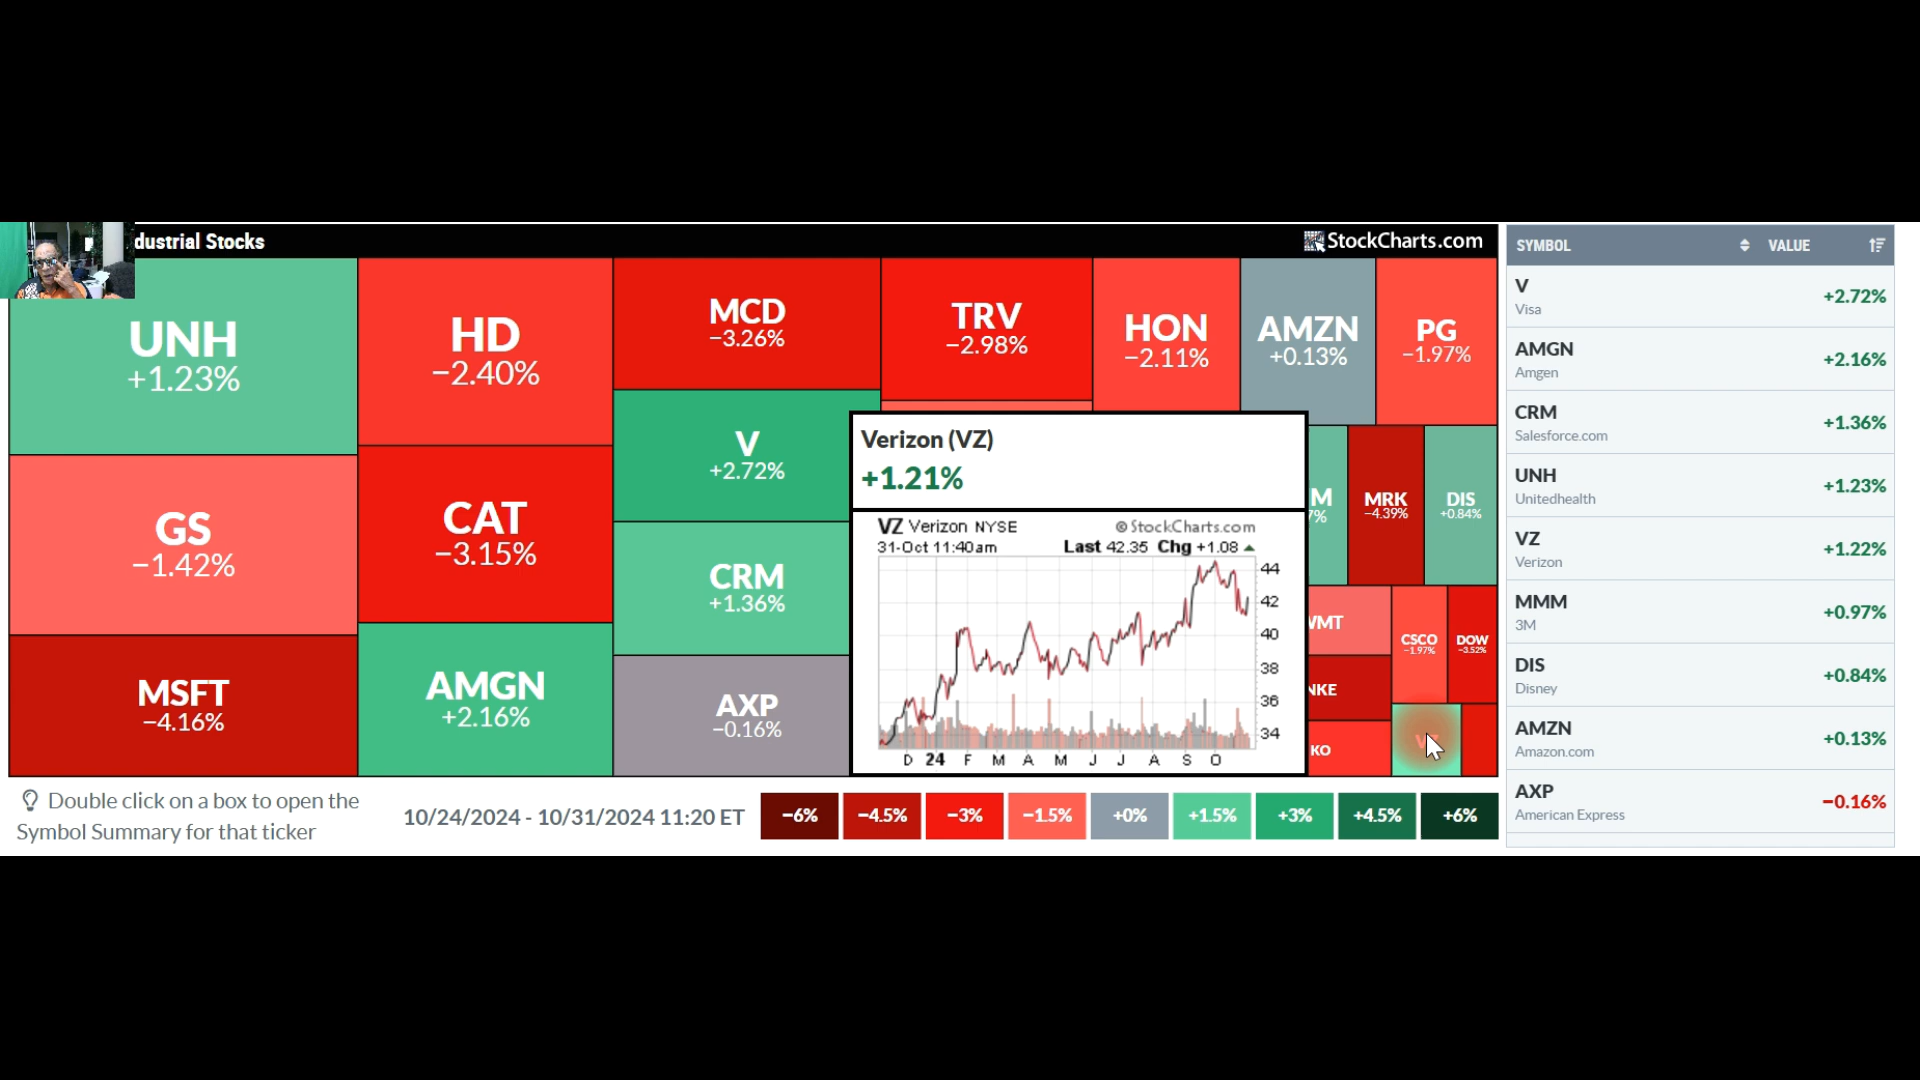 dustrial Stocks
StockCharts.com
UNH
+1.23%
HD
−2.40%
MCD
−3.26%
TRV
−2.98%
HON
−2.11%
AMZN
+0.13%
PG
−1.97%
GS
−1.42%
CAT
−3.15%
V
+2.72%
CRM
+1.36%
MSFT
−4.16%
AMGN
+2.16%
AXP
−0.16%
Verizon (VZ)
+1.21%
VZ Verizon NYSE
© StockCharts.com
31-Oct 11:40am
Last 42.35 Chg +1.08
44
42
40
38
36
34
D 24 F M A M J J A S O
M
7%
MRK
−4.39%
DIS
+0.84%
WMT
CSCO
−1.97%
DOW
−3.52%
NKE
KO
Double click on a box to open the
Symbol Summary for that ticker
10/24/2024 - 10/31/2024 11:20 ET
−6% −4.5% −3% −1.5% +0% +1.5% +3% +4.5% +6%
SYMBOL VALUE
V
Visa
+2.72%
AMGN
Amgen
+2.16%
CRM
Salesforce.com
+1.36%
UNH
Unitedhealth
+1.23%
VZ
Verizon
+1.22%
MMM
3M
+0.97%
DIS
Disney
+0.84%
AMZN
Amazon.com
+0.13%
AXP
American Express
−0.16%